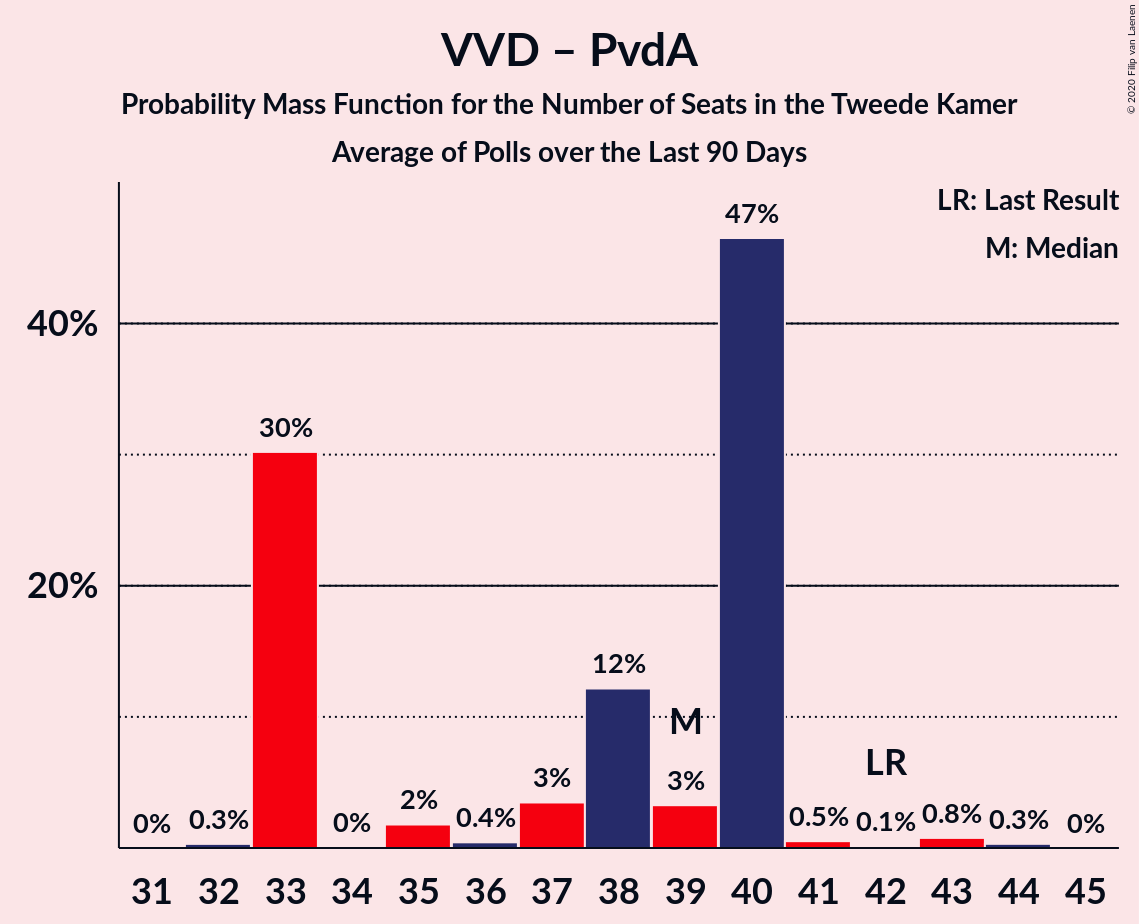 VVD – PvdA
Probability Mass Function for the Number of Seats in the Tweede Kamer
Average of Polls over the Last 90 Days
© 2020 Filip van Laenen
LR: Last Result
M: Median
47%
40%
30%
20%
12%
M
LR
0%
0.3%
0%
2%
0.4%
3%
3%
0.5%
0.1%
0.8%
0.3%
0%
31 32 33 34 35 36 37 38 39 40 41 42 43 44 45